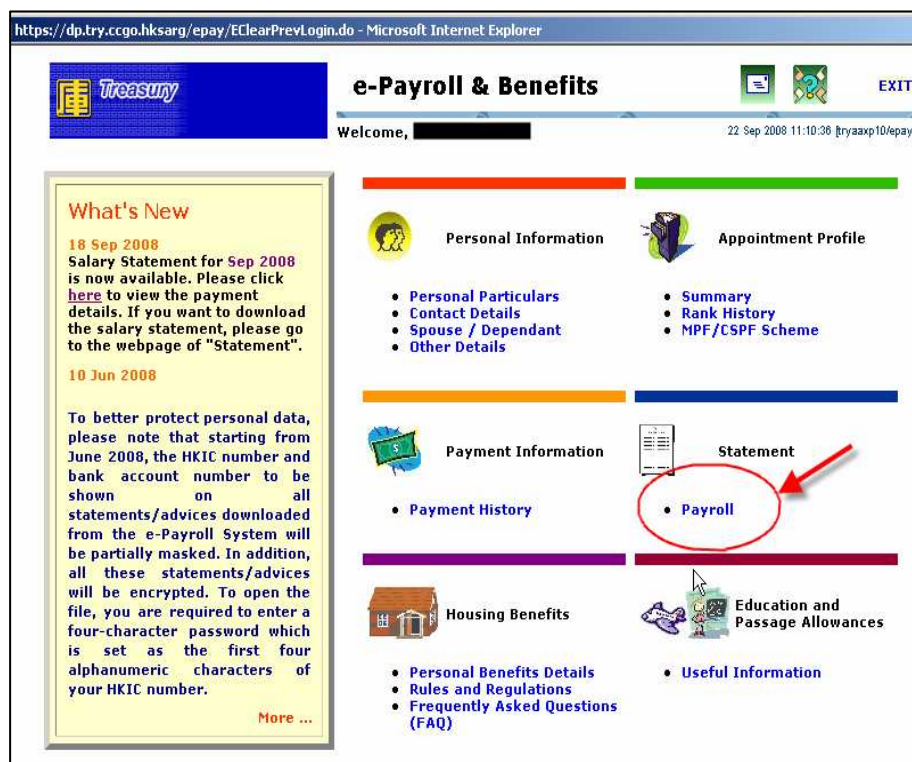 https://dp.try.ccgo.hksarg/epay/EClearPrevLogin.do - Microsoft Internet Explorer
Treasury
e-Payroll & Benefits
EXIT
Welcome,
22 Sep 2008 11:10:36 [tryaaxp10/epay
What's New
18 Sep 2008
Salary Statement for Sep 2008
is now available. Please click
here to view the payment
details. If you want to download
the salary statement, please go
to the webpage of "Statement".
10 Jun 2008
To better protect personal data,
please note that starting from
June 2008, the HKIC number and
bank account number to be
shown on all
statements/advices downloaded
from the e-Payroll System will
be partially masked. In addition,
all these statements/advices
will be encrypted. To open the
file, you are required to enter a
four-character password which
is set as the first four
alphanumeric characters of
your HKIC number.
More ...
Personal Information
Personal Particulars
Contact Details
Spouse / Dependant
Other Details
Appointment Profile
Summary
Rank History
MPF/CSPF Scheme
Payment Information
Payment History
Statement
Payroll
Housing Benefits
Personal Benefits Details
Rules and Regulations
Frequently Asked Questions
(FAQ)
Education and
Passage Allowances
Useful Information